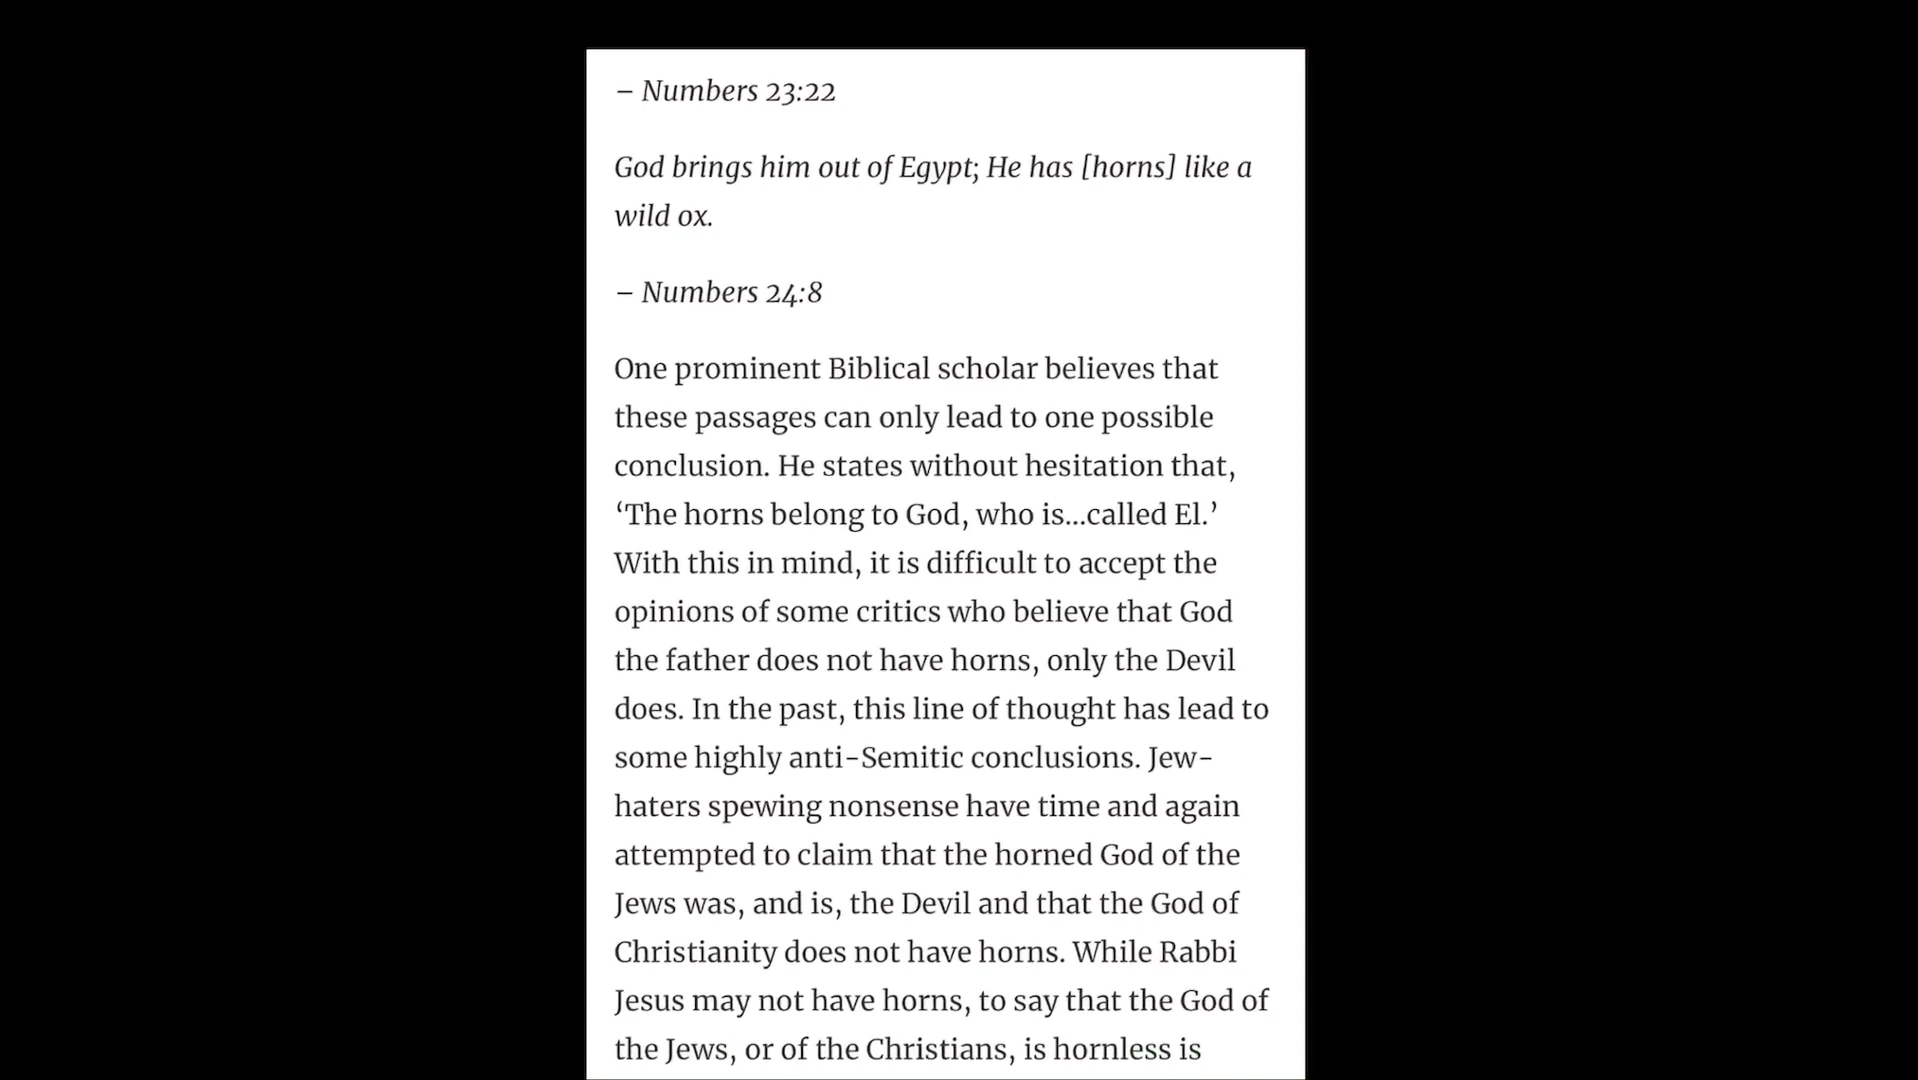 – Numbers 23:22
God brings him out of Egypt; He has [horns] like a
wild ox.
– Numbers 24:8
One prominent Biblical scholar believes that
these passages can only lead to one possible
conclusion. He states without hesitation that,
‘The horns belong to God, who is...called El.’
With this in mind, it is difficult to accept the
opinions of some critics who believe that God
the father does not have horns, only the Devil
does. In the past, this line of thought has lead to
some highly anti-Semitic conclusions. Jew-
haters spewing nonsense have time and again
attempted to claim that the horned God of the
Jews was, and is, the Devil and that the God of
Christianity does not have horns. While Rabbi
Jesus may not have horns, to say that the God of
the Jews, or of the Christians, is hornless is